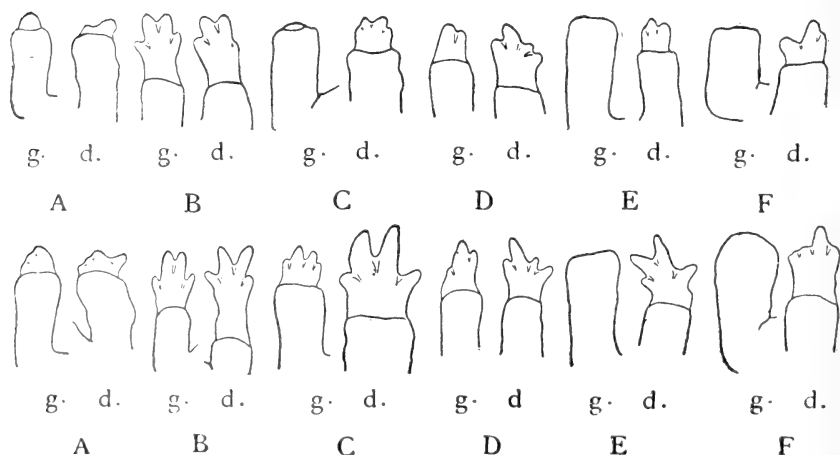 g. d. g. d. g. d. g. d. g. d. g. d.
A B C D E F
g. d. g. d. g. d. g. d g. d. g. d.
A B C D E F